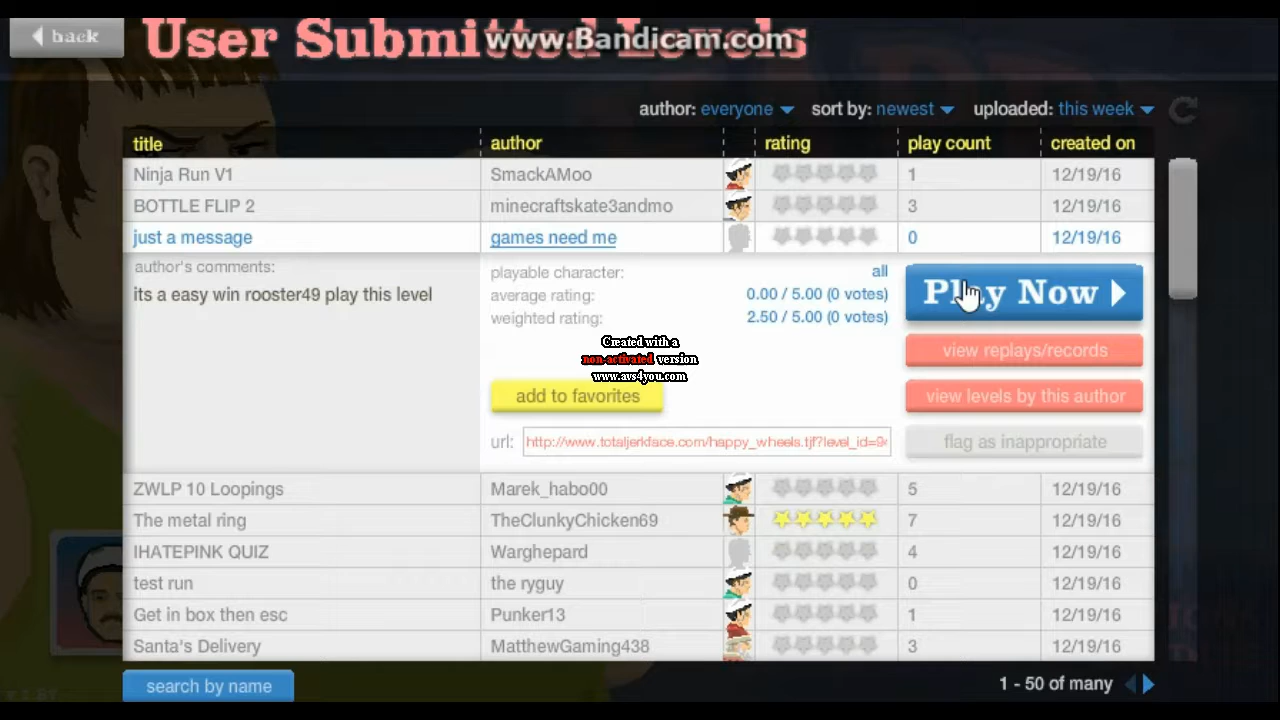 back
User Submitted Levels
www.Bandicam.com
author: everyone sort by: newest uploaded: this week
title author rating play count created on
Ninja Run V1 SmackAMoo 1 12/19/16
BOTTLE FLIP 2 minecraftskate3andmo 3 12/19/16
just a message games need me 0 12/19/16
author's comments:
its a easy win rooster49 play this level
playable character: all
average rating: 0.00 / 5.00 (0 votes)
weighted rating: 2.50 / 5.00 (0 votes)
Play Now
view replays/records
Created with a
non-activated version
www.avs4you.com
add to favorites
view levels by this author
url: http://www.totaljerkface.com/happy_wheels.tjf?level_id=9
flag as inappropriate
ZWLP 10 Loopings Marek_habo00 5 12/19/16
The metal ring TheClunkyChicken69 7 12/19/16
IHATEPINK QUIZ Warghepard 4 12/19/16
test run the ryguy 0 12/19/16
Get in box then esc Punker13 1 12/19/16
Santa's Delivery MatthewGaming438 3 12/19/16
search by name
1 - 50 of many